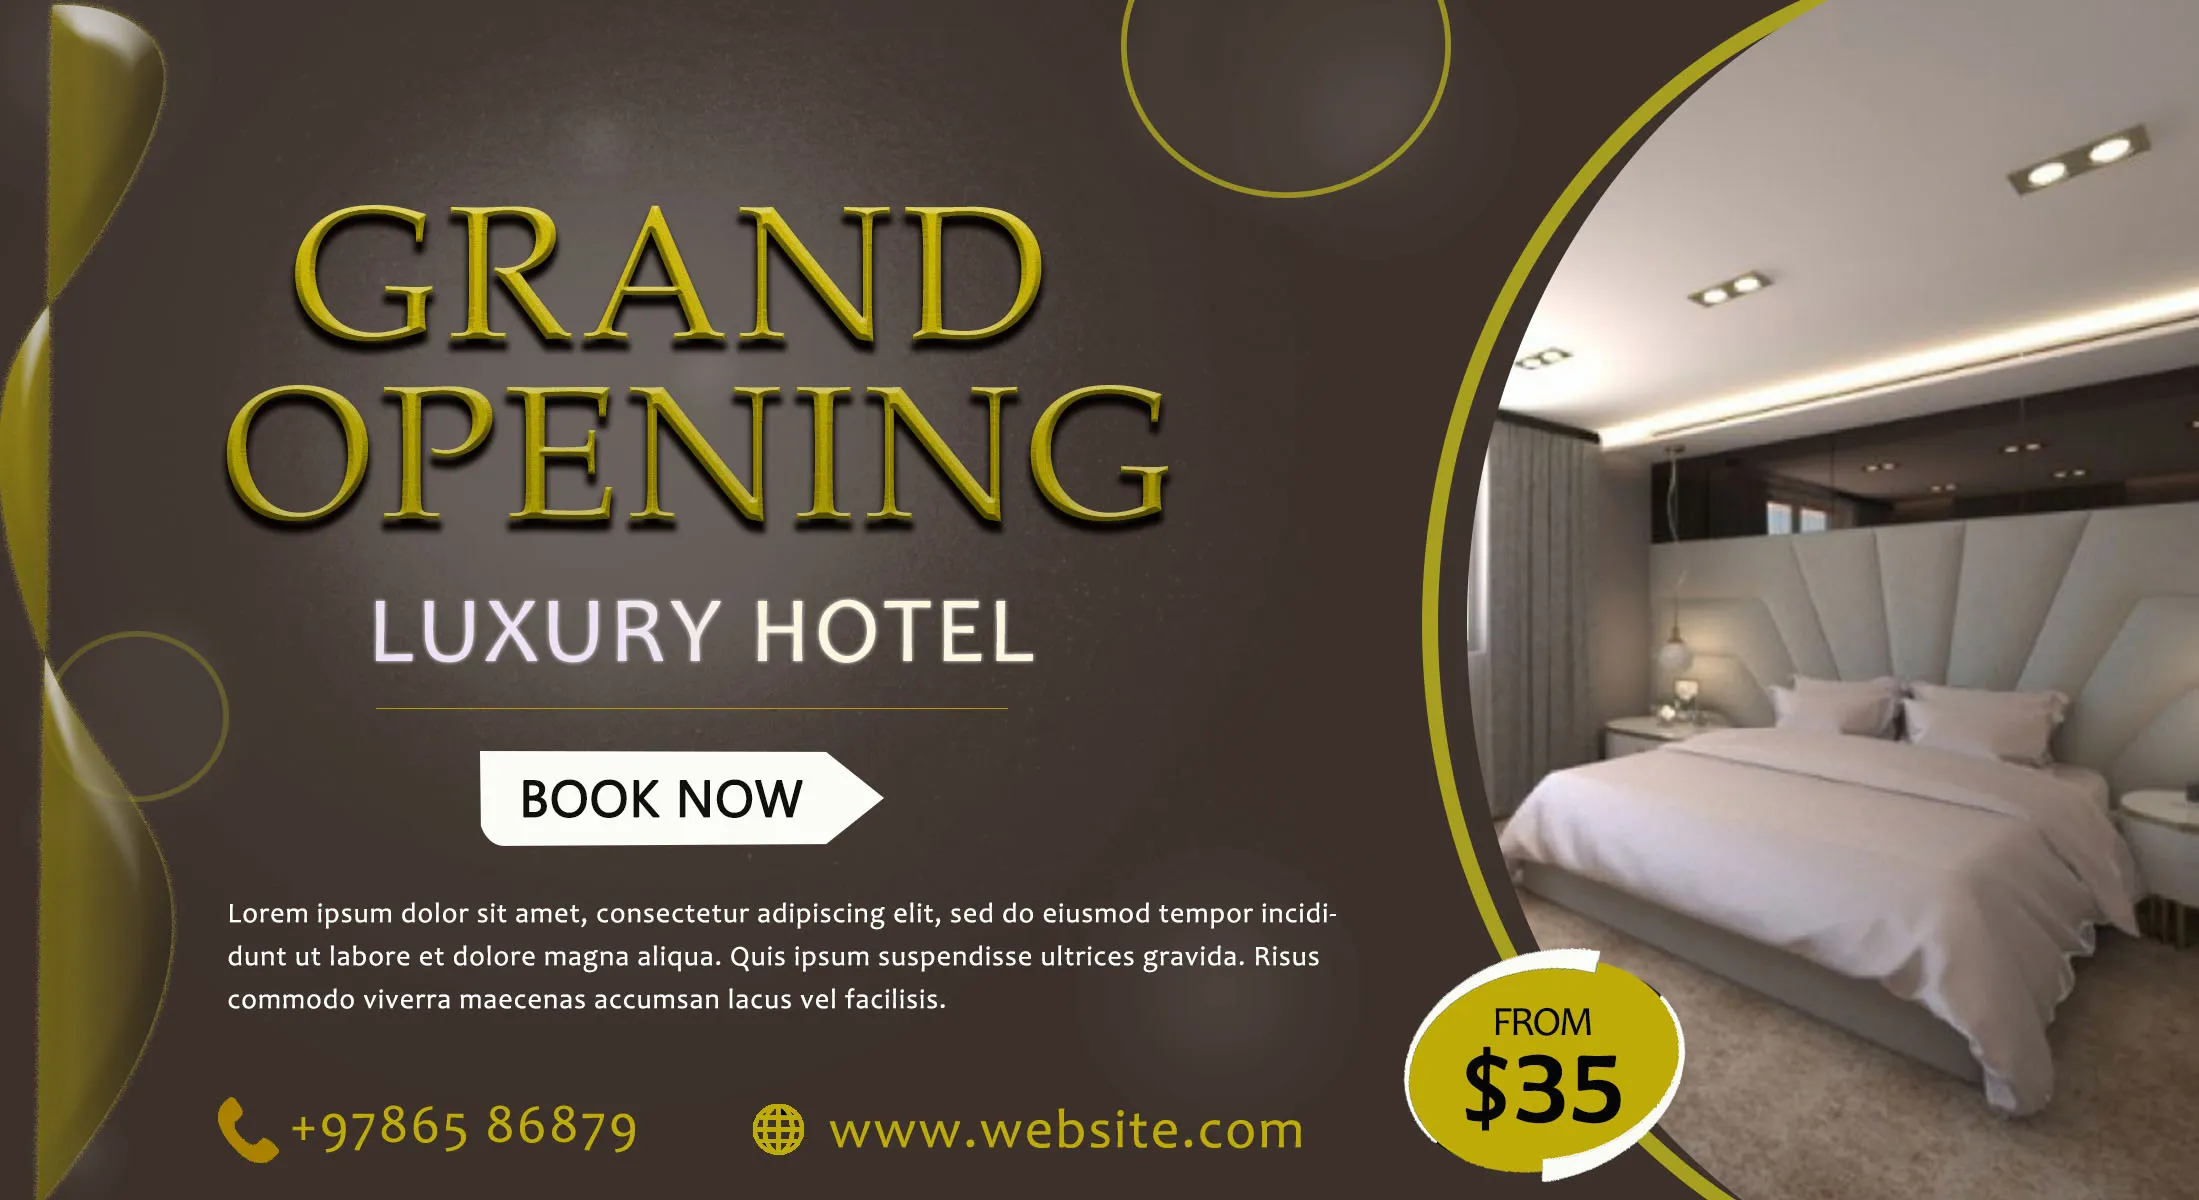 GRAND
OPENING
LUXURY HOTEL
BOOK NOW
Lorem ipsum dolor sit amet, consectetur adipiscing elit, sed do eiusmod tempor incidi-
dunt ut labore et dolore magna aliqua. Quis ipsum suspendisse ultrices gravida. Risus
commodo viverra maecenas accumsan lacus vel facilisis.
FROM
$35
+97865 86879
www.website.com